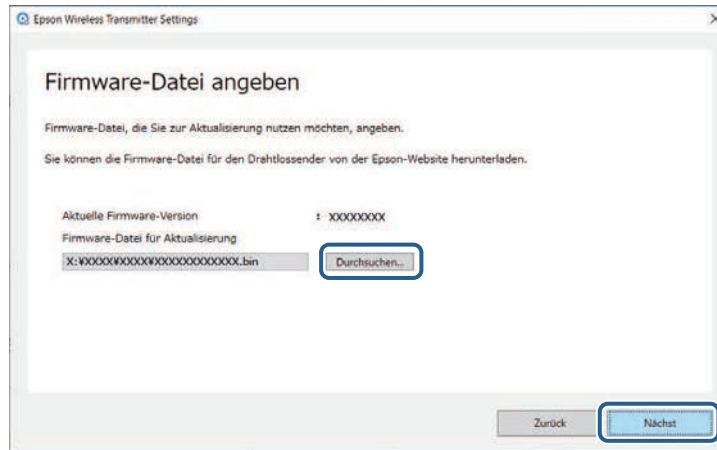 Epson Wireless Transmitter Settings
Firmware-Datei angeben
Firmware-Datei, die Sie zur Aktualisierung nutzen möchten, angeben.
Sie können die Firmware-Datei für den Drahtlossender von der Epson-Website herunterladen.
Aktuelle Firmware-Version : XXXXXXXX
Firmware-Datei für Aktualisierung
X:¥XXXX¥XXXX¥XXXXXXXXXXXX.bin Durchsuchen...
Zurück Nächst